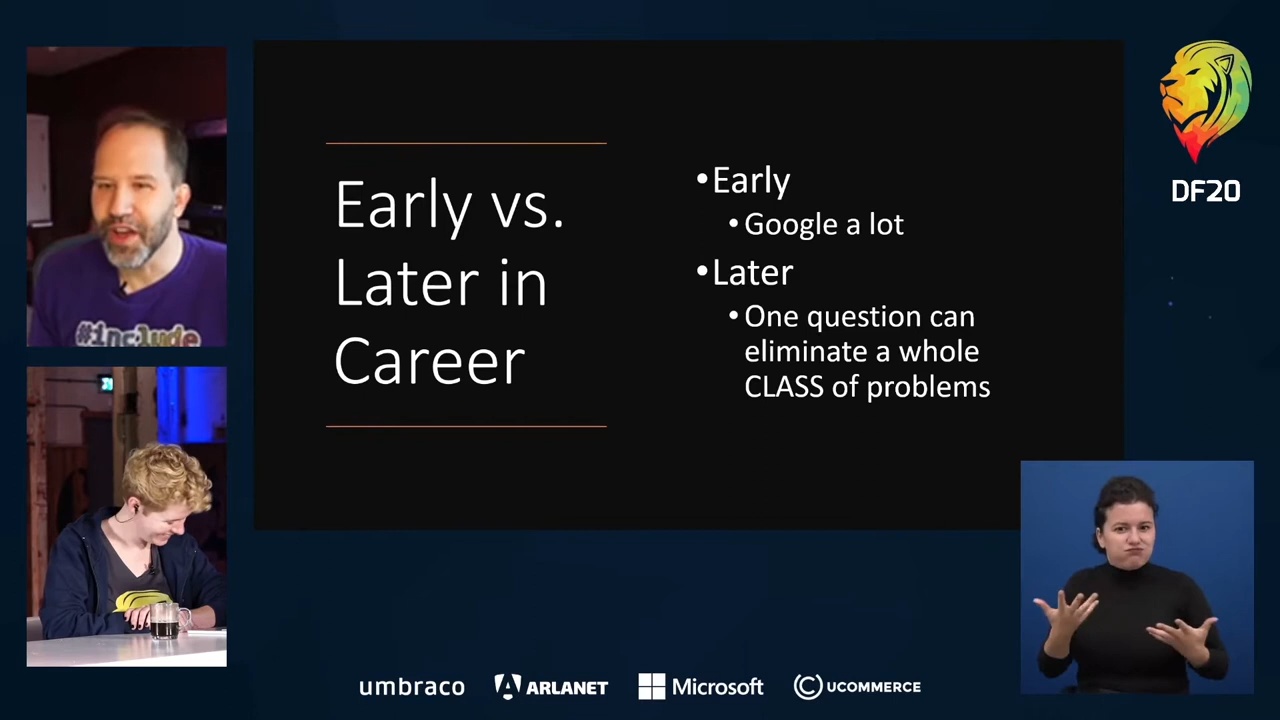 Early vs.
Later in
Career
•Early
•Google a lot
•Later
•One question can
eliminate a whole
CLASS of problems
DF20
#include
umbraco
ARLANET
Microsoft
UCOMMERCE